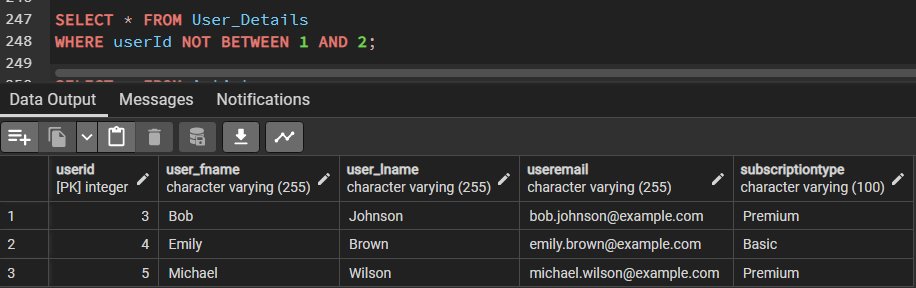 247 SELECT * FROM User_Details
248 WHERE userId NOT BETWEEN 1 AND 2;
249
Data Output Messages Notifications
userid user_fname user_lname useremail subscriptiontype
[PK] integer character varying (255) character varying (255) character varying (255) character varying (100)
1 3 Bob Johnson bob.johnson@example.com Premium
2 4 Emily Brown emily.brown@example.com Basic
3 5 Michael Wilson michael.wilson@example.com Premium